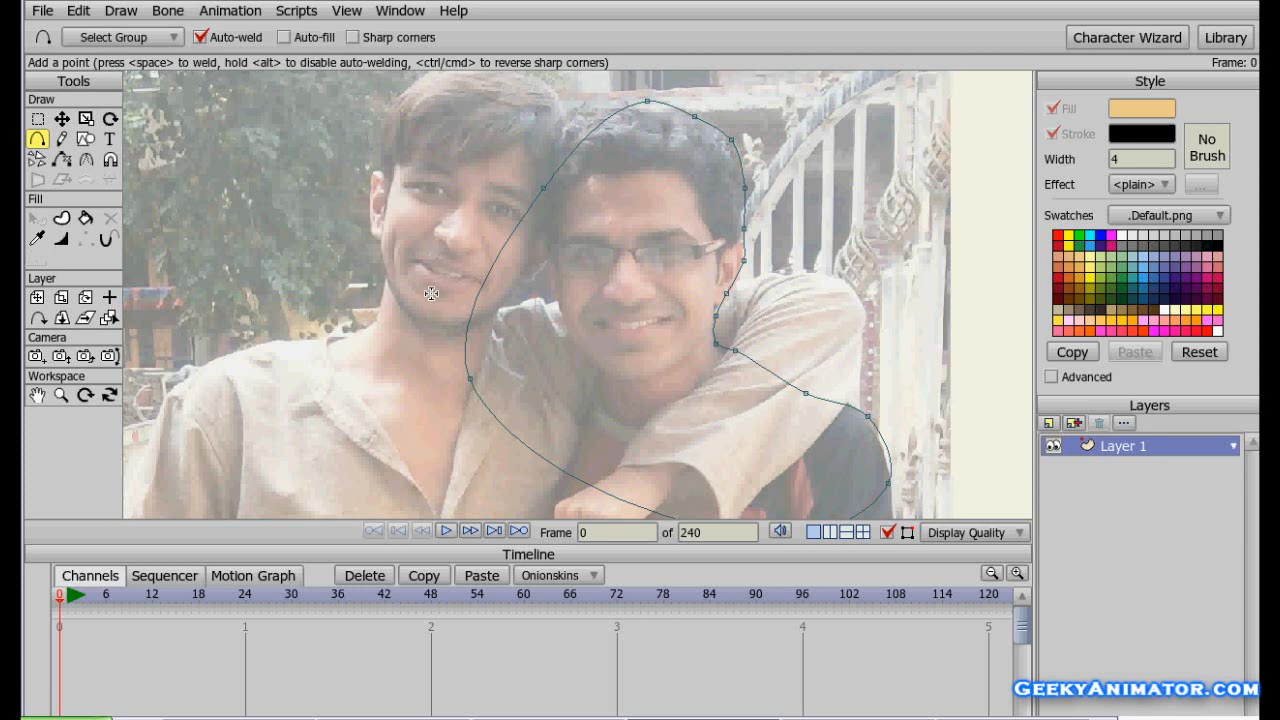 File Edit Draw Bone Animation Scripts View Window Help
Select Group Auto-weld Auto-fill Sharp corners Character Wizard Library
Add a point (press <space> to weld, hold <alt> to disable auto-welding, <ctrl/cmd> to reverse sharp corners) Frame: 0
Tools
Draw
T
Fill
Layer
Camera
Workspace
Style
Fill
Stroke
No Brush
Width 4
Effect <plain> ...
Swatches .Default.png
Copy Paste Reset
Advanced
Layers
Layer 1
Frame 0 of 240 Display Quality
Timeline
Channels Sequencer Motion Graph Delete Copy Paste Onionskins
0 6 12 18 24 30 36 42 48 54 60 66 72 78 84 90 96 102 108 114 120
0 1 2 3 4 5
GeekyAnimator.com